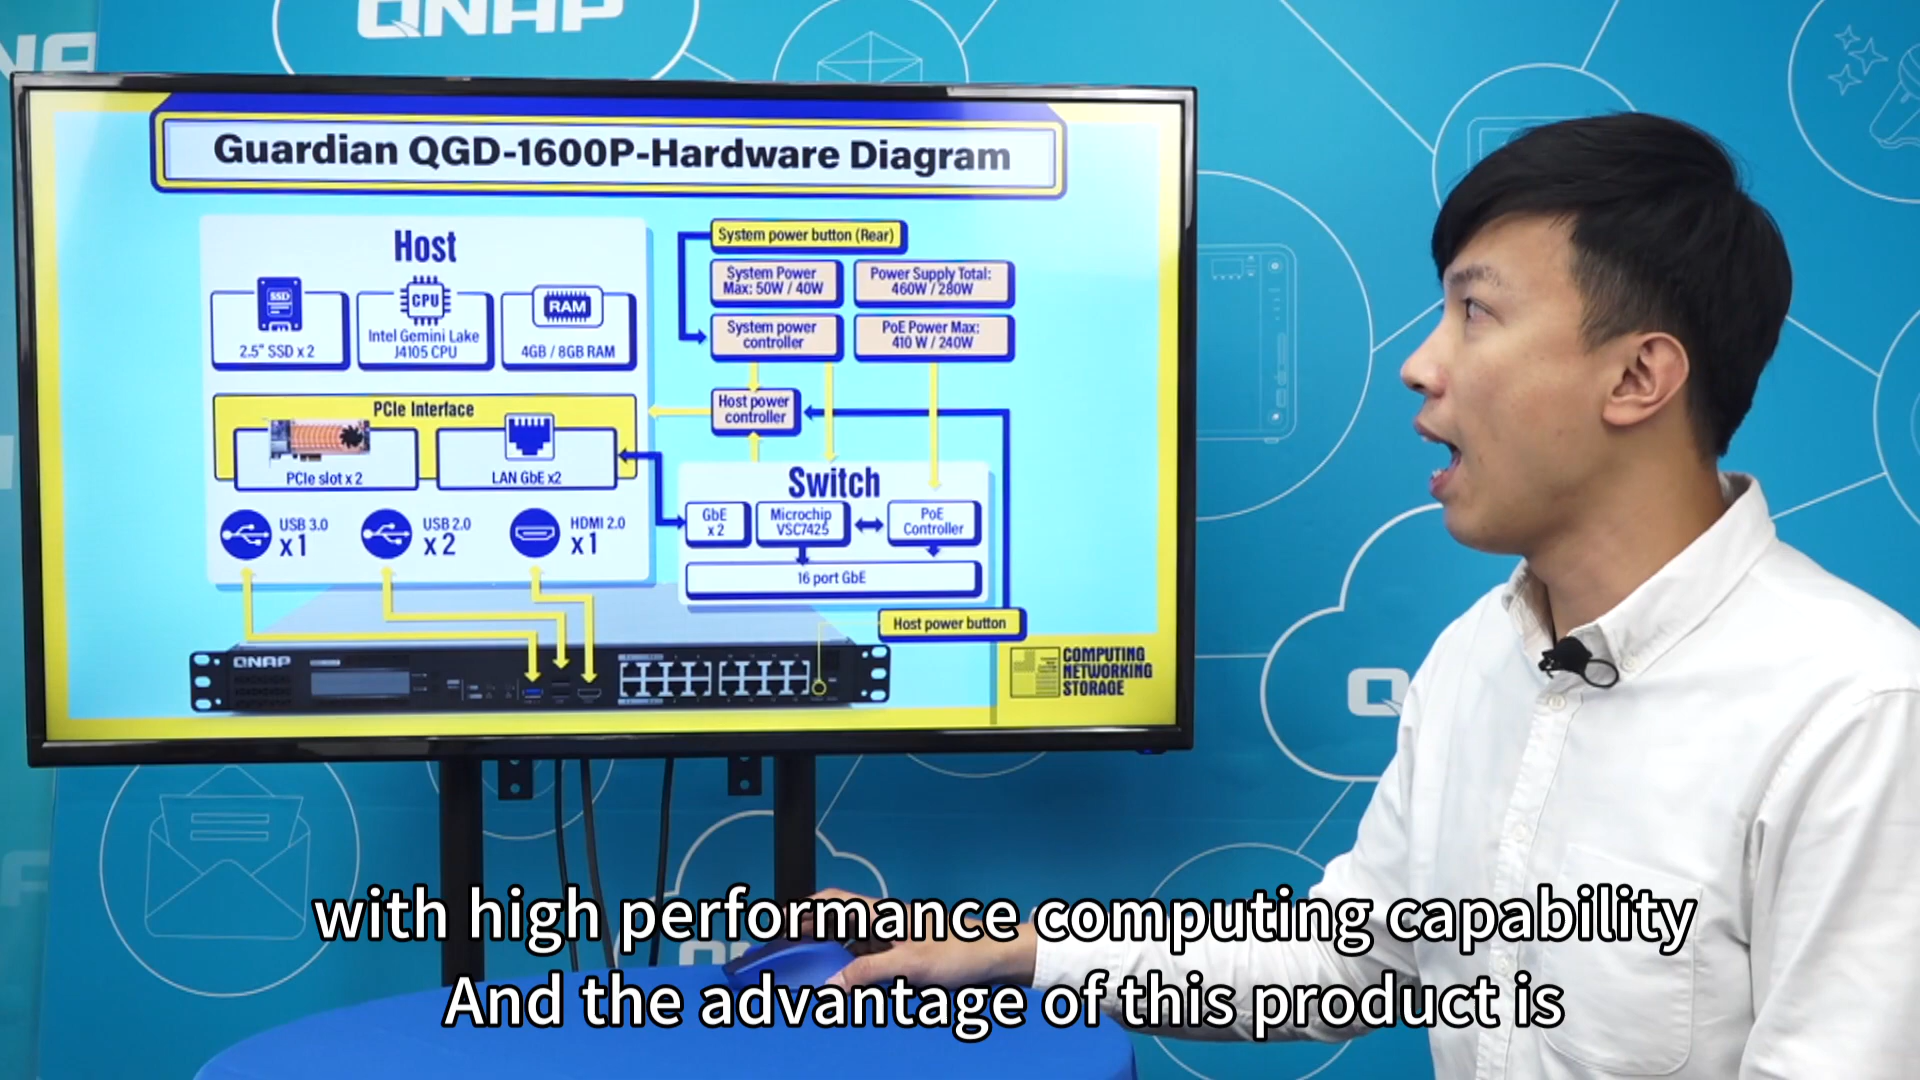 QNAP
Guardian QGD-1600P-Hardware Diagram
Host
SSD
2.5" SSD x 2
CPU
Intel Gemini Lake
J4105 CPU
RAM
4GB / 8GB RAM
PCIe Interface
PCIe slot x 2
LAN GbE x2
USB 3.0
x1
USB 2.0
x 2
HDMI 2.0
x1
System power button (Rear)
System Power
Max: 50W / 40W
Power Supply Total:
460W / 280W
System power
controller
PoE Power Max:
410 W / 240W
Host power
controller
Switch
GbE
x 2
Microchip
VSC7425
PoE
Controller
16 port GbE
Host power button
QNAP
COMPUTING
NETWORKING
STORAGE
with high performance computing capability
And the advantage of this product is